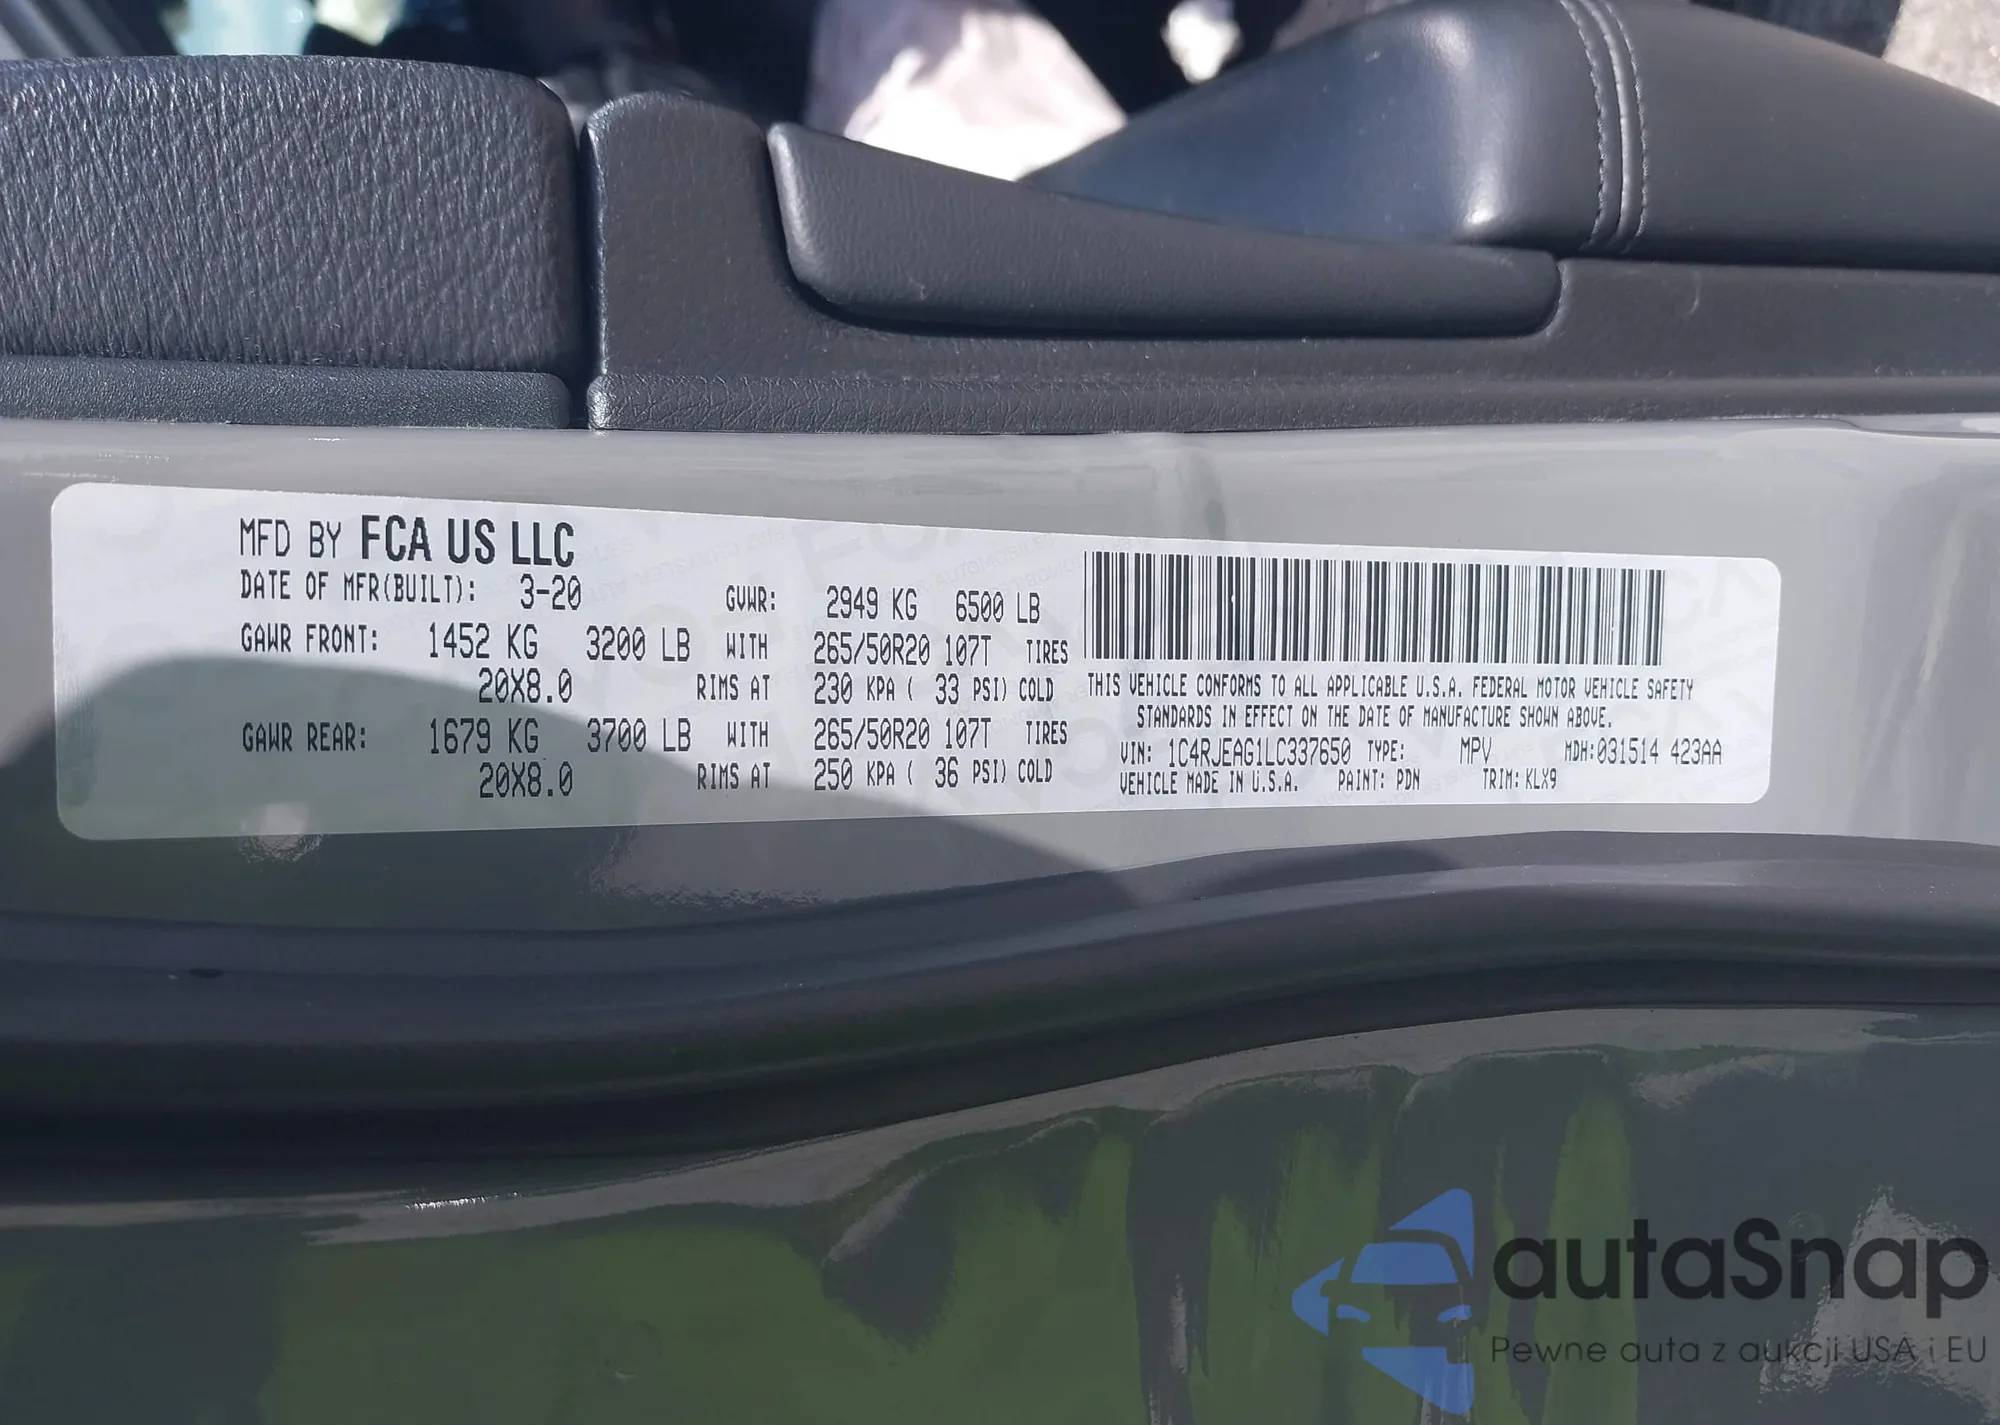 MFD BY FCA US LLC
DATE OF MFR(BUILT): 3-20 GVWR: 2949 KG 6500 LB
GAWR FRONT: 1452 KG 3200 LB WITH 265/50R20 107T TIRES
20X8.0 RIMS AT 230 KPA ( 33 PSI) COLD
GAWR REAR: 1679 KG 3700 LB WITH 265/50R20 107T TIRES
20X8.0 RIMS AT 250 KPA ( 36 PSI) COLD
THIS VEHICLE CONFORMS TO ALL APPLICABLE U.S.A. FEDERAL MOTOR VEHICLE SAFETY
STANDARDS IN EFFECT ON THE DATE OF MANUFACTURE SHOWN ABOVE.
VIN: 1C4RJEAG1LC337650 TYPE: MPV MDH:031514 423AA
VEHICLE MADE IN U.S.A. PAINT: PDN TRIM: KLX9
autaSnap
Pewne auta z aukcji USA i EU